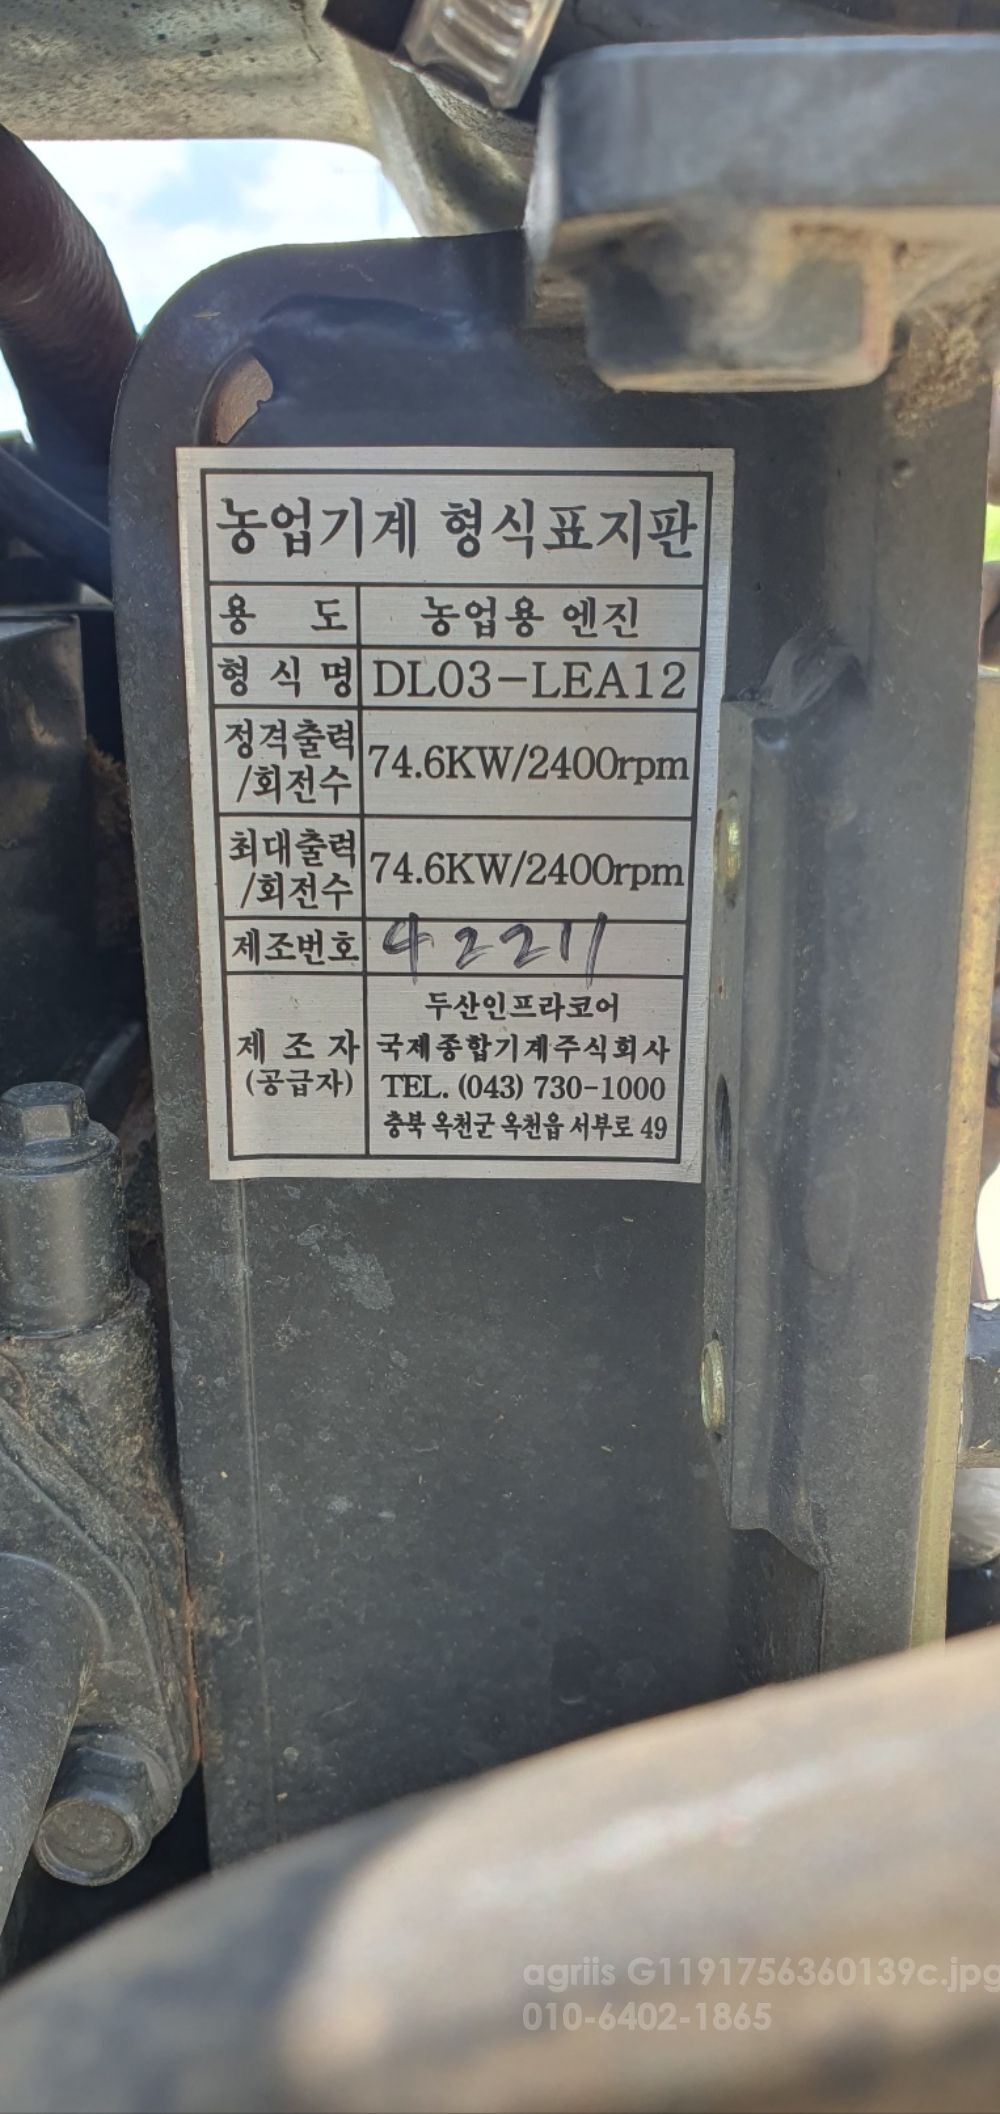 농업기계 형식표지판
용 도 농업용 엔진
형 식 명 DL03-LEA12
정격출력
/회전수 74.6KW/2400rpm
최대출력
/회전수 74.6KW/2400rpm
제조번호 42211
제 조 자
(공급자)
두산인프라코어
국제종합기계주식회사
TEL. (043) 730-1000
충북 옥천군 옥천읍 서부로 49
agriis G1191756360139c.jpg
010-6402-1865